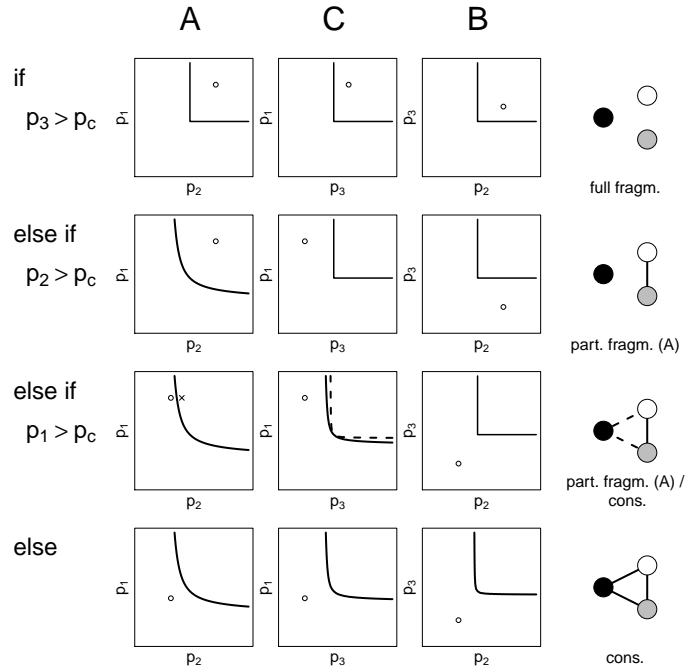 A C B
if
p3 > pc
p1 p2
p1 p3
p3 p2
full fragm.
else if
p2 > pc
p1 p2
p1 p3
p3 p2
part. fragm. (A)
else if
p1 > pc
p1 p2
p1 p3
p3 p2
part. fragm. (A) /
cons.
else
p1 p2
p1 p3
p3 p2
cons.